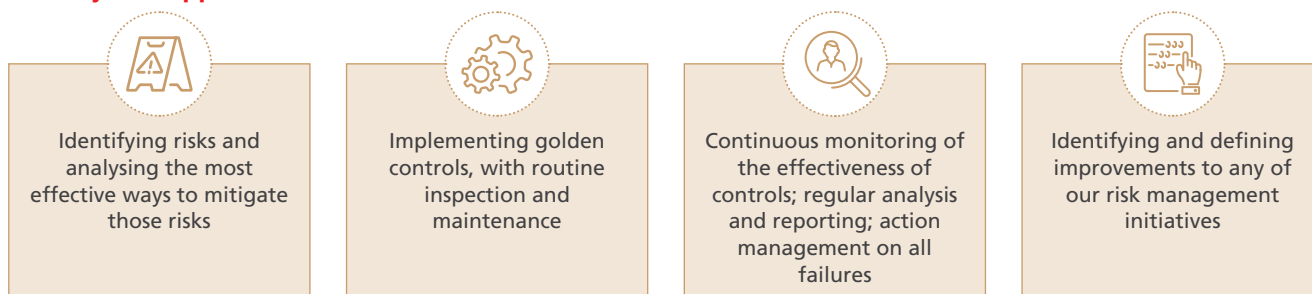 Identifying risks and
analysing the most
effective ways to mitigate
those risks
Implementing golden
controls, with routine
inspection and
maintenance
Continuous monitoring of
the effectiveness of
controls; regular analysis
and reporting; action
management on all
failures
Identifying and defining
improvements to any of
our risk management
initiatives